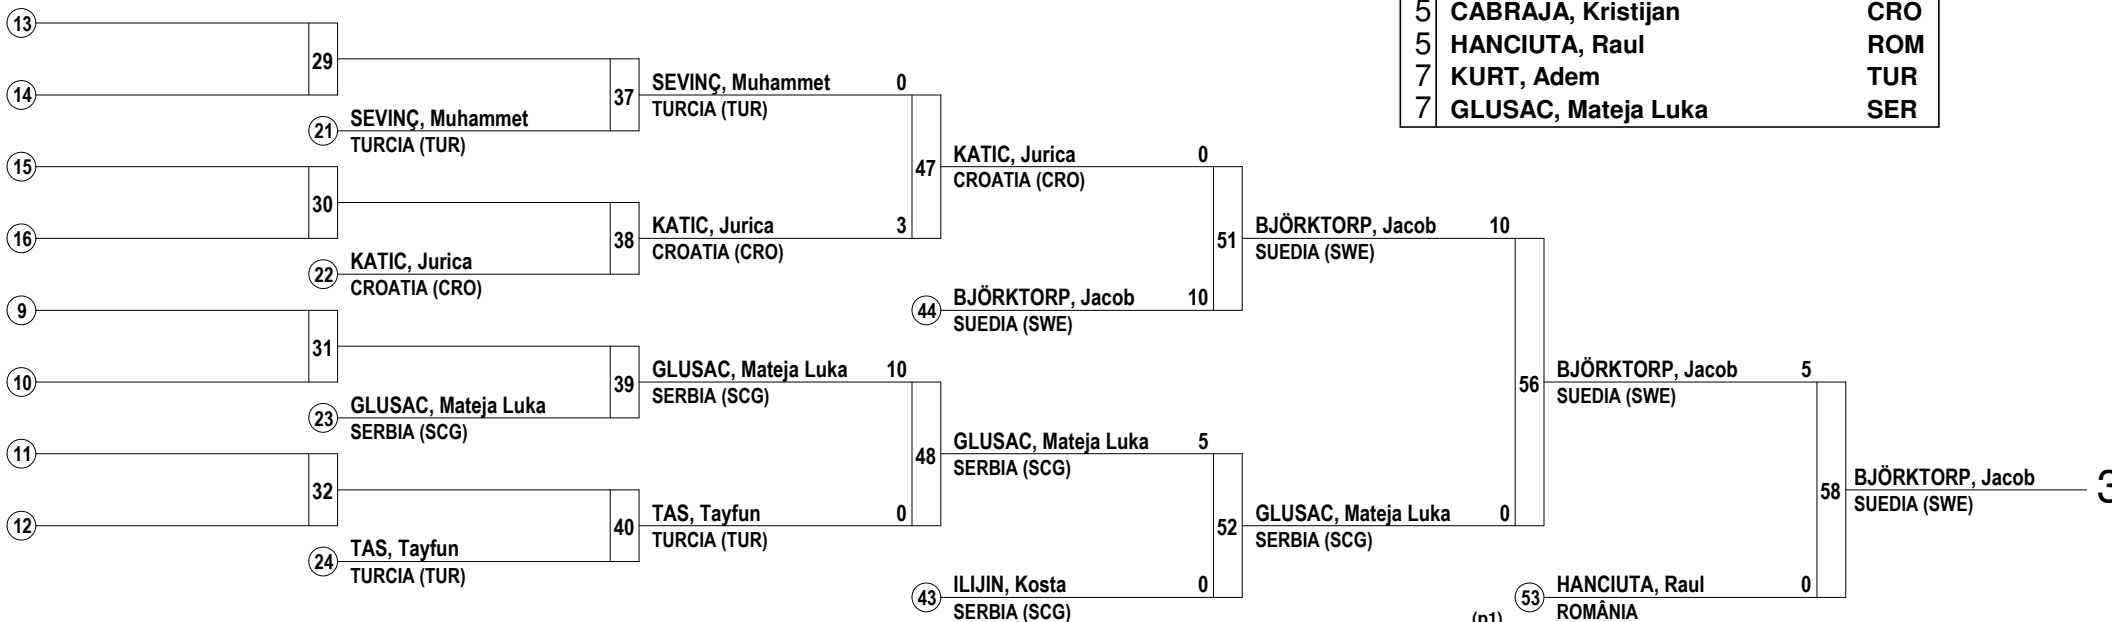 5 CABRAJA, Kristijan CRO
5 HANCIUTA, Raul ROM
7 KURT, Adem TUR
7 GLUSAC, Mateja Luka SER
13
29
14
SEVINÇ, Muhammet
21
TURCIA (TUR)
37
SEVINÇ, Muhammet 0
TURCIA (TUR)
15
30
16
KATIC, Jurica
22
CROATIA (CRO)
38
KATIC, Jurica 3
CROATIA (CRO)
47
KATIC, Jurica 0
CROATIA (CRO)
44
BJÖRKTORP, Jacob 10
SUEDIA (SWE)
51
BJÖRKTORP, Jacob 10
SUEDIA (SWE)
9
31
10
GLUSAC, Mateja Luka
23
SERBIA (SCG)
39
GLUSAC, Mateja Luka 10
SERBIA (SCG)
11
32
12
TAS, Tayfun
24
TURCIA (TUR)
40
TAS, Tayfun 0
TURCIA (TUR)
48
GLUSAC, Mateja Luka 5
SERBIA (SCG)
43
ILIJIN, Kosta 0
SERBIA (SCG)
52
GLUSAC, Mateja Luka 0
SERBIA (SCG)
56
BJÖRKTORP, Jacob 5
SUEDIA (SWE)
(p1)
53
HANCIUTA, Raul 0
ROMÂNIA
58
BJÖRKTORP, Jacob
SUEDIA (SWE)
3